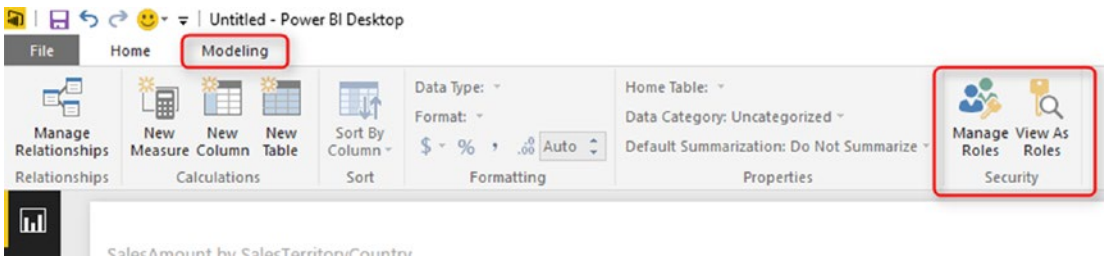 Untitled - Power BI Desktop
File Home Modeling
Manage Relationships
New Measure
New Column
New Table
Sort By Column
Data Type:
Format:
$ % , .00 Auto
Home Table:
Data Category: Uncategorized
Default Summarization: Do Not Summarize
Manage Roles
View As Roles
Relationships Calculations Sort Formatting Properties Security
SalesAmount by SalesTerritoryCountry